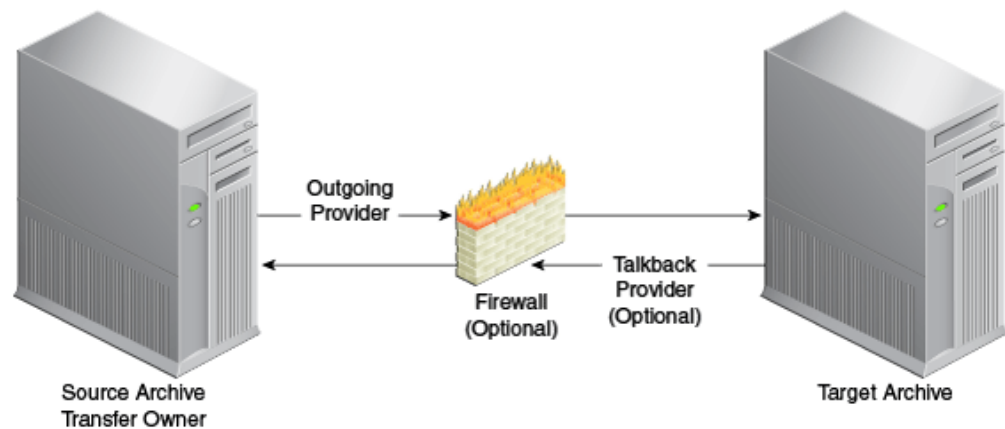 Outgoing
Provider
Firewall
(Optional)
Talkback
Provider
(Optional)
Source Archive
Transfer Owner
Target Archive